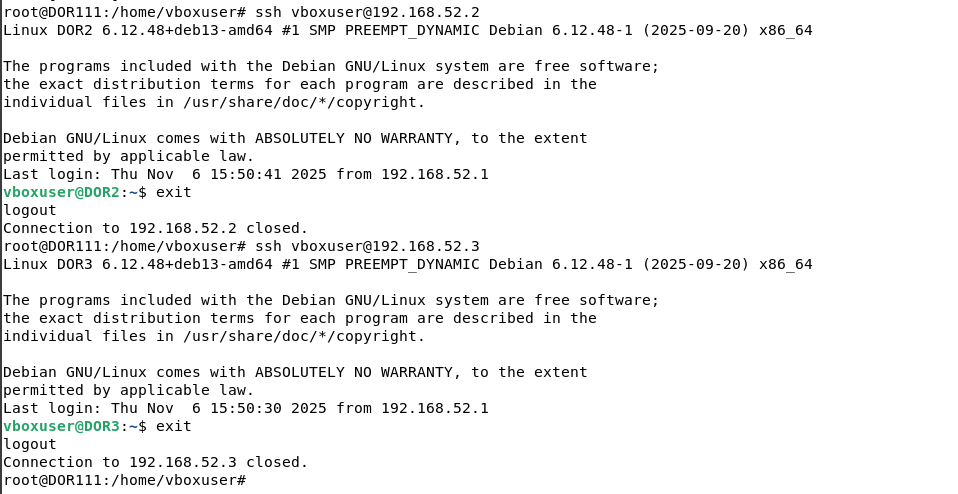 root@DOR111:/home/vboxuser# ssh vboxuser@192.168.52.2
Linux DOR2 6.12.48+deb13-amd64 #1 SMP PREEMPT_DYNAMIC Debian 6.12.48-1 (2025-09-20) x86_64

The programs included with the Debian GNU/Linux system are free software;
the exact distribution terms for each program are described in the
individual files in /usr/share/doc/*/copyright.

Debian GNU/Linux comes with ABSOLUTELY NO WARRANTY, to the extent
permitted by applicable law.
Last login: Thu Nov  6 15:50:41 2025 from 192.168.52.1
vboxuser@DOR2:~$ exit
logout
Connection to 192.168.52.2 closed.
root@DOR111:/home/vboxuser# ssh vboxuser@192.168.52.3
Linux DOR3 6.12.48+deb13-amd64 #1 SMP PREEMPT_DYNAMIC Debian 6.12.48-1 (2025-09-20) x86_64

The programs included with the Debian GNU/Linux system are free software;
the exact distribution terms for each program are described in the
individual files in /usr/share/doc/*/copyright.

Debian GNU/Linux comes with ABSOLUTELY NO WARRANTY, to the extent
permitted by applicable law.
Last login: Thu Nov  6 15:50:30 2025 from 192.168.52.1
vboxuser@DOR3:~$ exit
logout
Connection to 192.168.52.3 closed.
root@DOR111:/home/vboxuser#